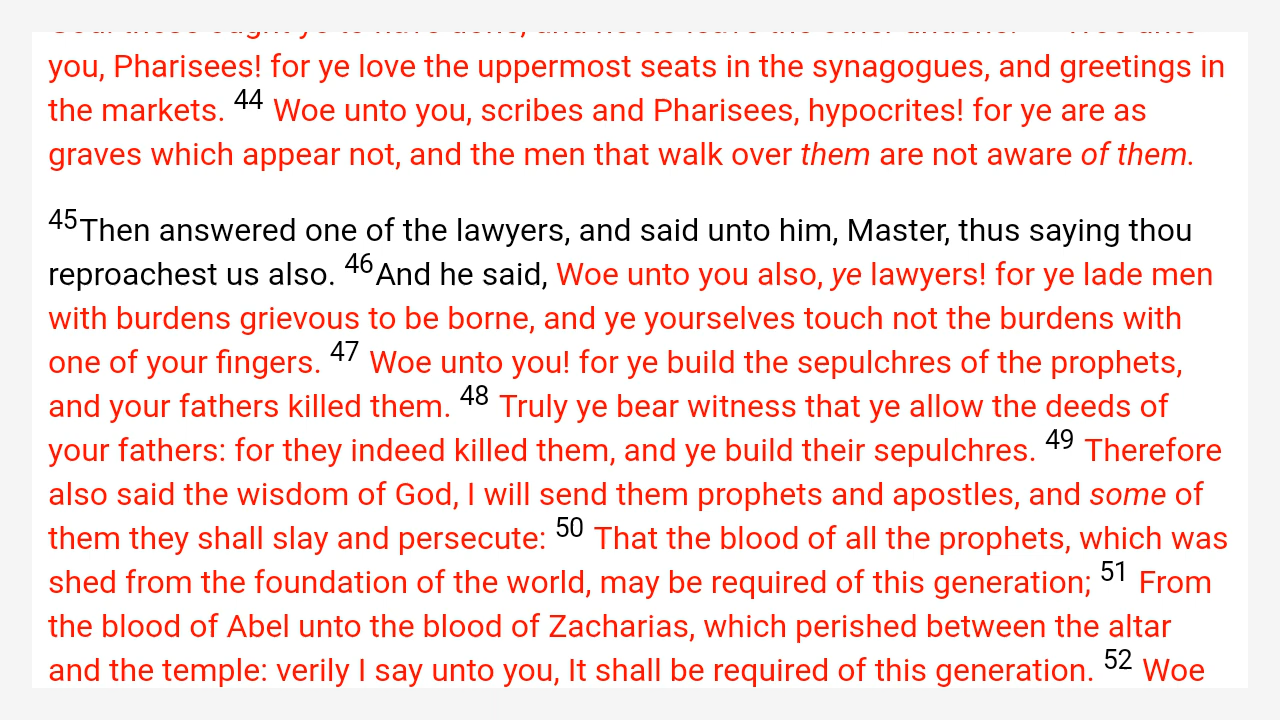 you, Pharisees! for ye love the uppermost seats in the synagogues, and greetings in
the markets. 44 Woe unto you, scribes and Pharisees, hypocrites! for ye are as
graves which appear not, and the men that walk over them are not aware of them.
45Then answered one of the lawyers, and said unto him, Master, thus saying thou
reproachest us also. 46And he said, Woe unto you also, ye lawyers! for ye lade men
with burdens grievous to be borne, and ye yourselves touch not the burdens with
one of your fingers. 47 Woe unto you! for ye build the sepulchres of the prophets,
and your fathers killed them. 48 Truly ye bear witness that ye allow the deeds of
your fathers: for they indeed killed them, and ye build their sepulchres. 49 Therefore
also said the wisdom of God, I will send them prophets and apostles, and some of
them they shall slay and persecute: 50 That the blood of all the prophets, which was
shed from the foundation of the world, may be required of this generation; 51 From
the blood of Abel unto the blood of Zacharias, which perished between the altar
and the temple: verily I say unto you, It shall be required of this generation. 52 Woe